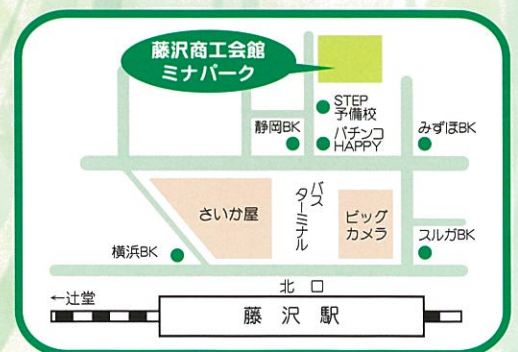 藤沢商工会館
ミナパーク
STEP
予備校
静岡BK
パチンコ
HAPPY
みずほBK
さいか屋
バス
ターミナル
ビッグ
カメラ
横浜BK
スルガBK
北口
←辻堂
藤沢駅